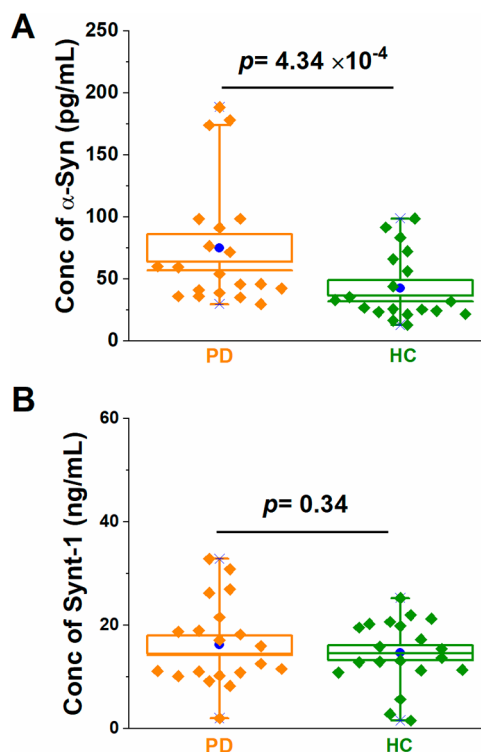 A
Conc of α-Syn (pg/mL)
250
200
150
100
50
0
p= 4.34 ×10-4
PD
HC
B
Conc of Synt-1 (ng/mL)
60
40
20
0
p= 0.34
PD
HC